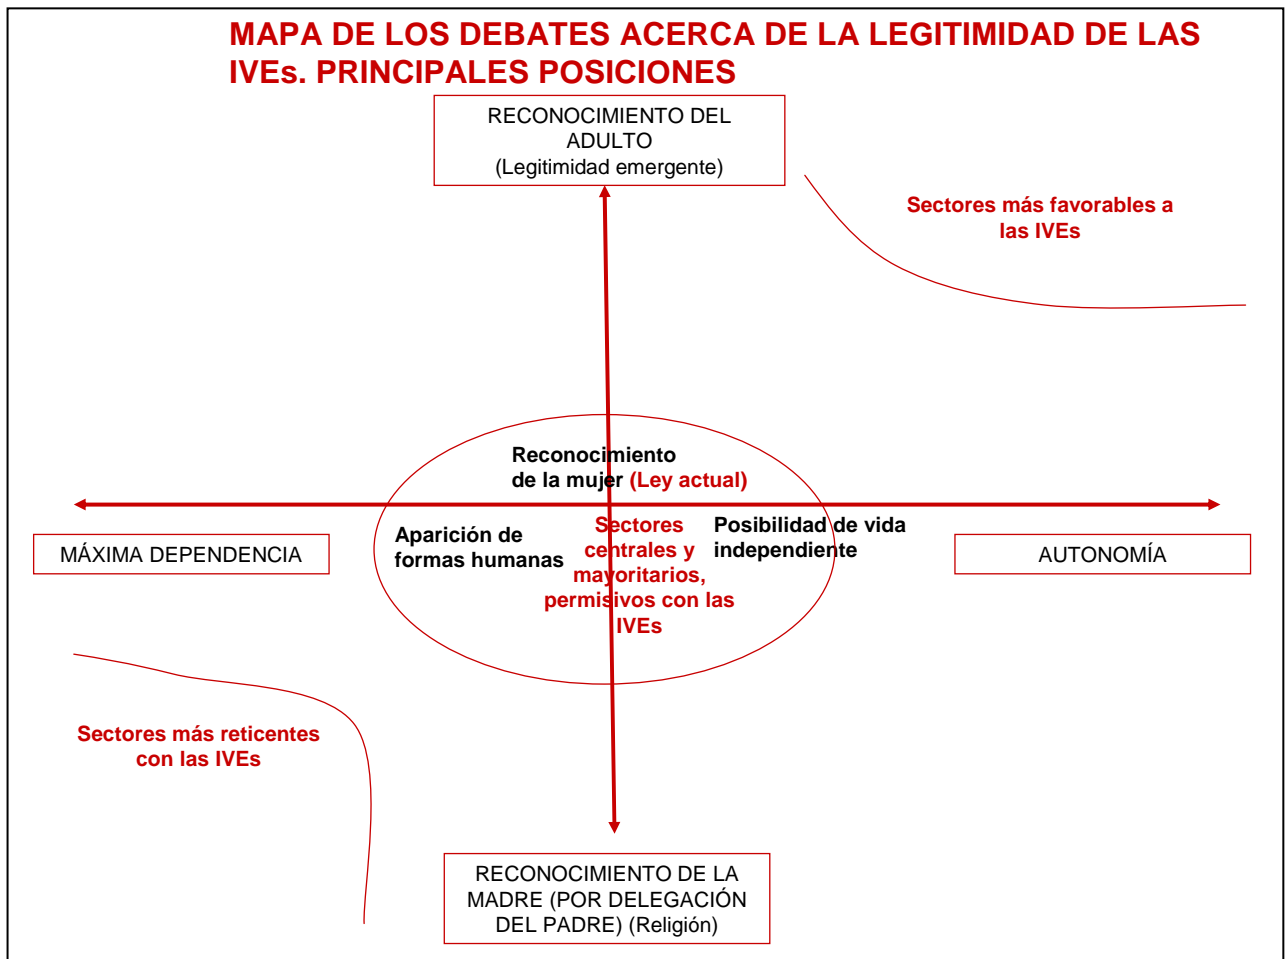 MAPA DE LOS DEBATES ACERCA DE LA LEGITIMIDAD DE LAS
IVEs. PRINCIPALES POSICIONES
RECONOCIMIENTO DEL
ADULTO
(Legitimidad emergente)
Sectores más favorables a
las IVEs
Reconocimiento
de la mujer (Ley actual)
Aparición de
formas humanas
Sectores
centrales y
mayoritarios,
permisivos con las
IVEs
Posibilidad de vida
independiente
MÁXIMA DEPENDENCIA
AUTONOMÍA
Sectores más reticentes
con las IVEs
RECONOCIMIENTO DE LA
MADRE (POR DELEGACIÓN
DEL PADRE) (Religión)